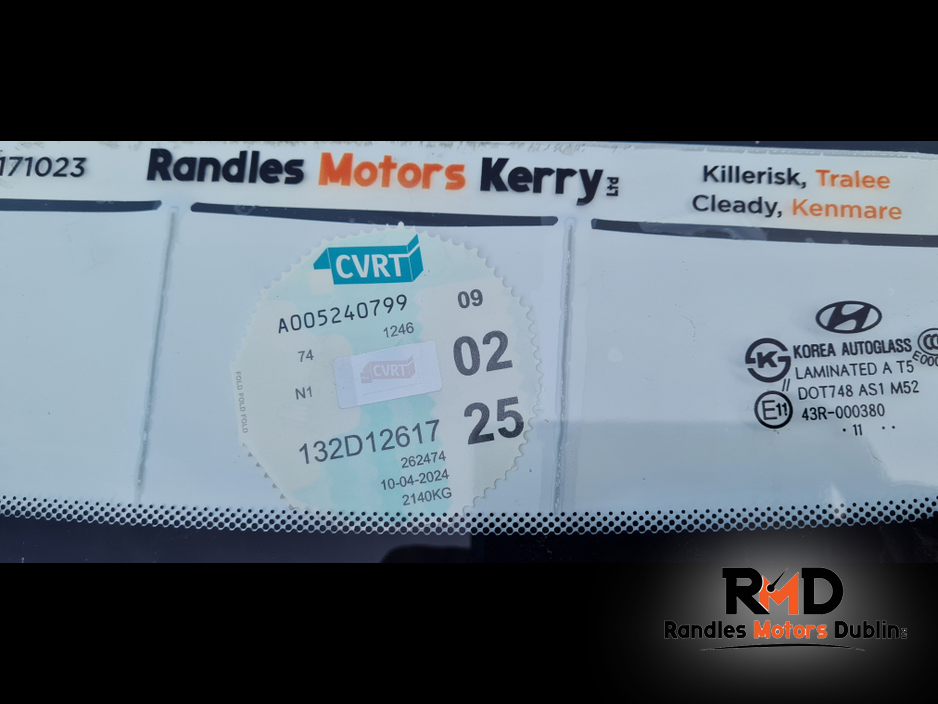 171023
Randles Motors Kerry Ltd
Killerisk, Tralee
Cleady, Kenmare
CVRT
A005240799
09
1246
74
02
CVRT
N1
FOLD FOLD FOLD
25
132D12617
262474
10-04-2024
2140KG
KOREA AUTOGLASS
LAMINATED A T5
DOT748 AS1 M52
E11
43R-000380
11
RMD
Randles Motors Dublin